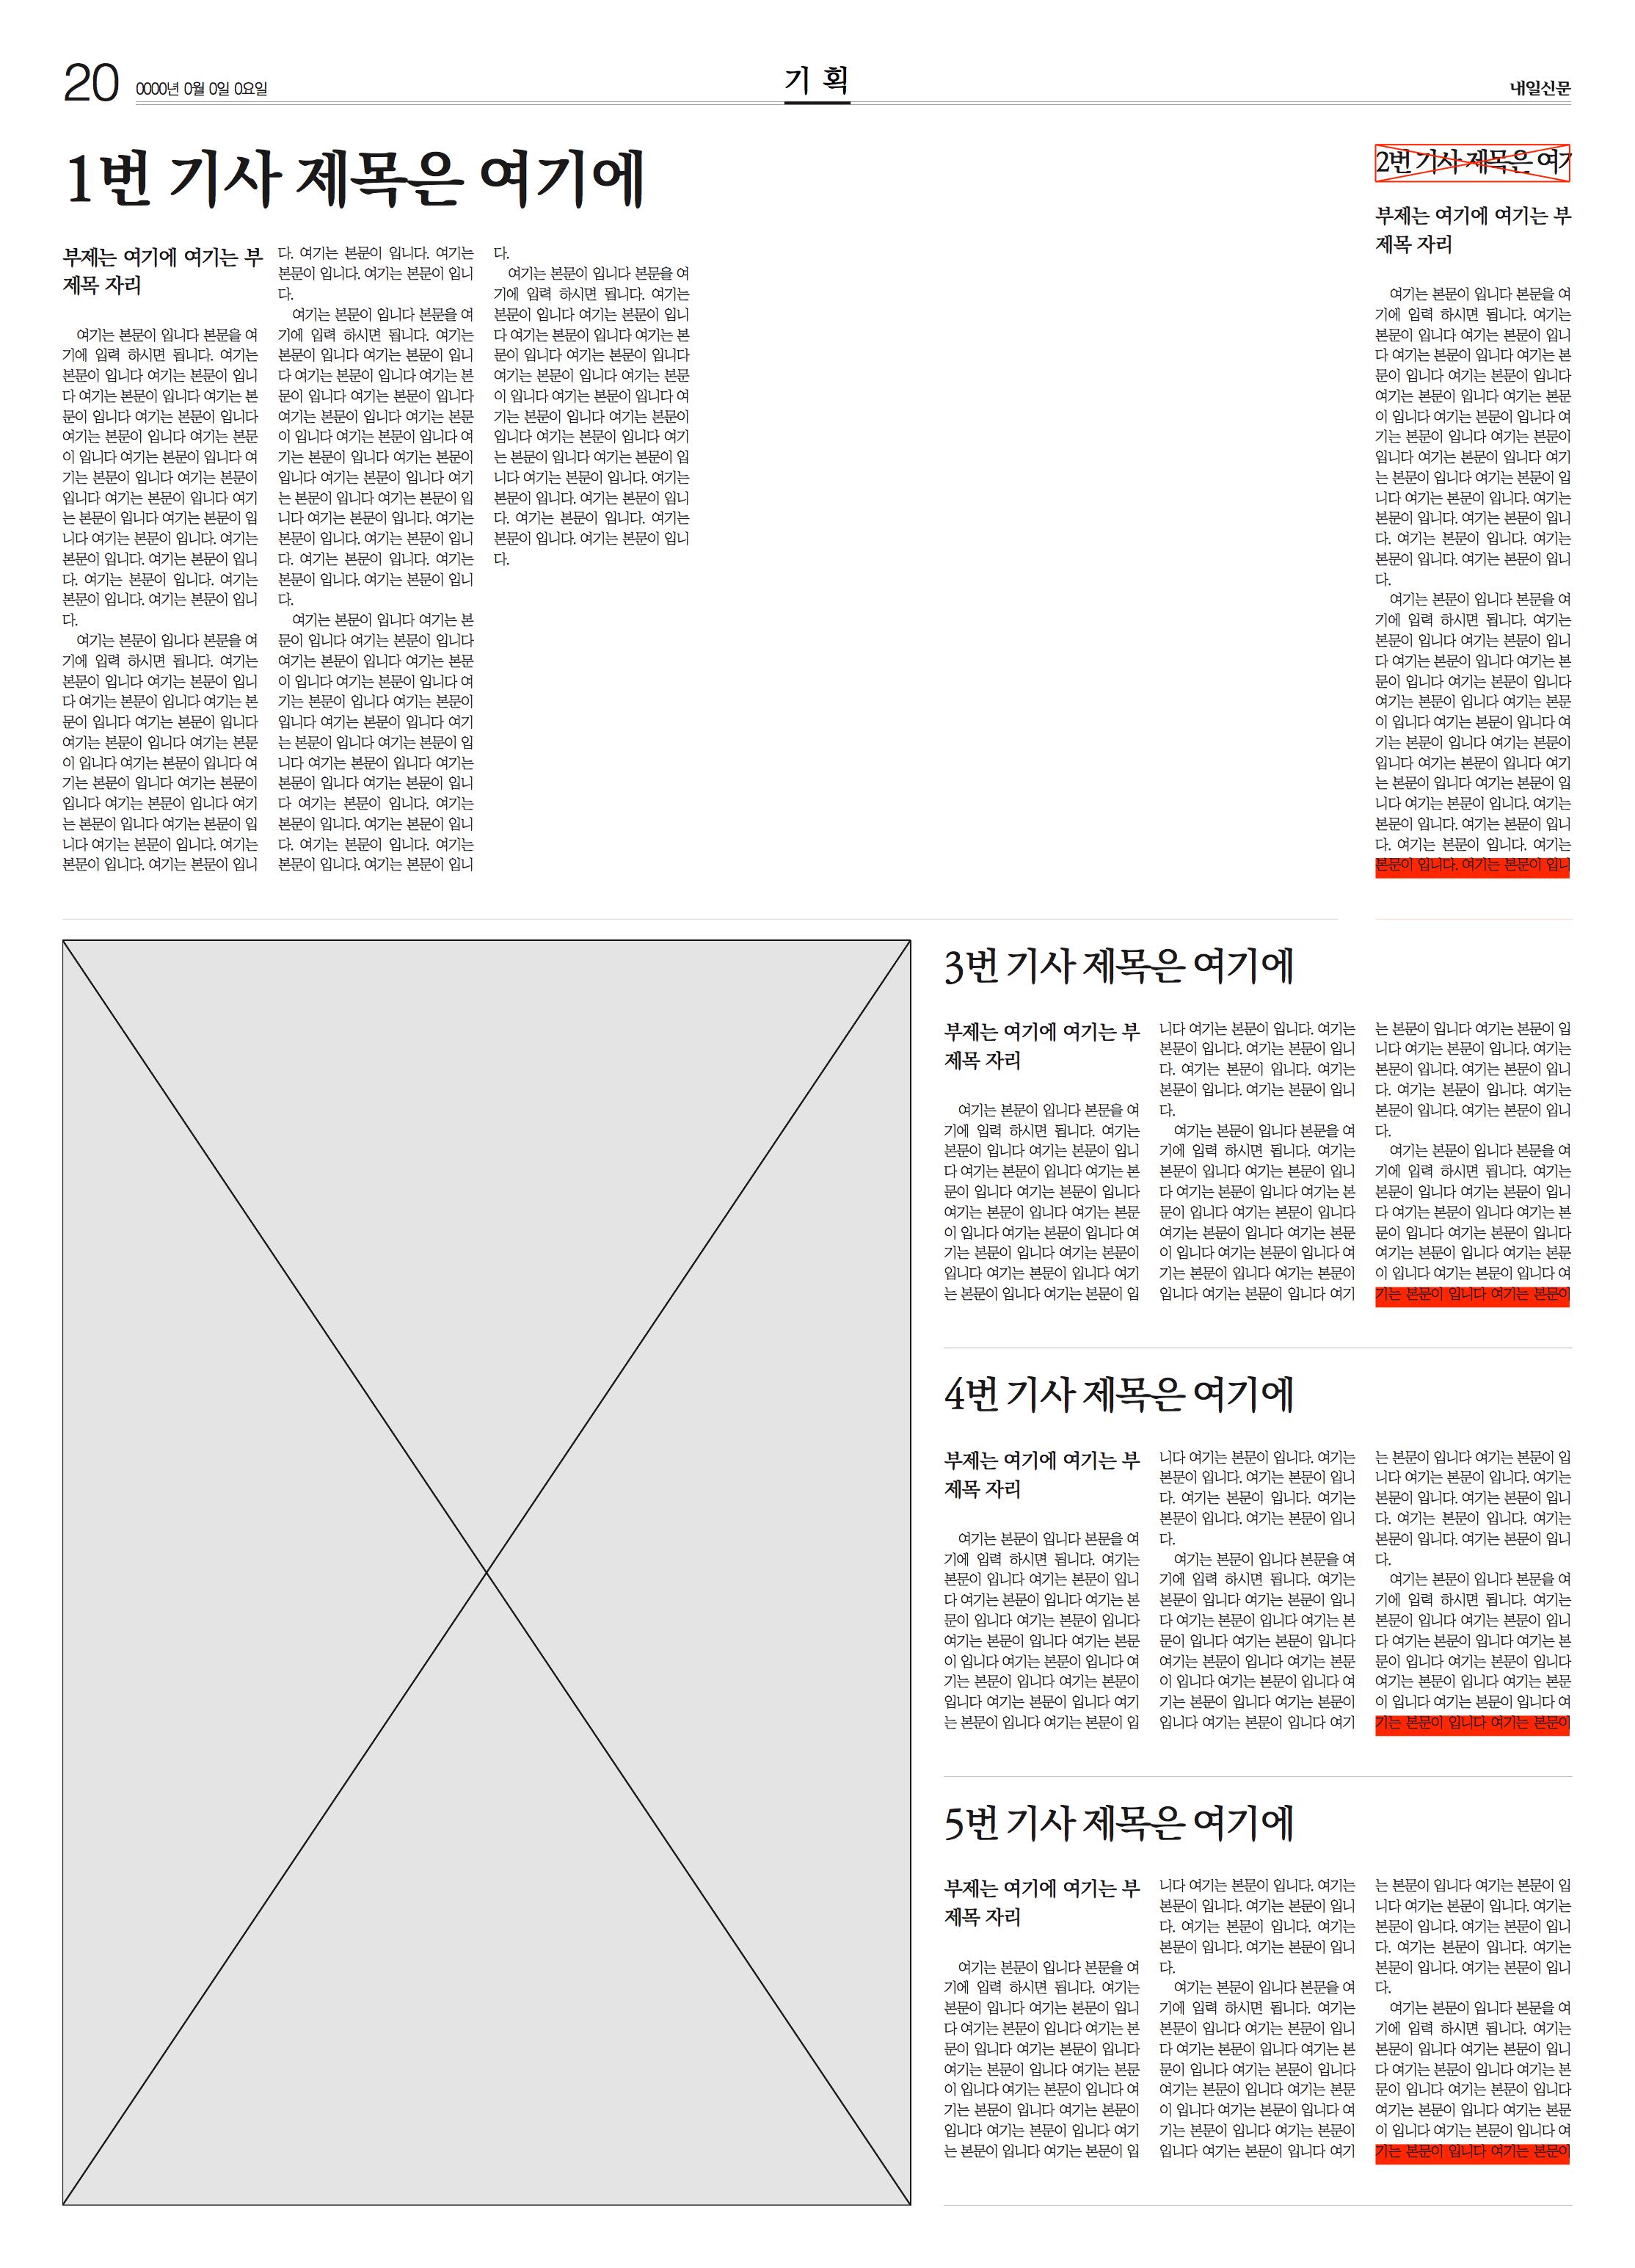 20
0000년 0월 0일 0요일
기 획
내일신문
1번 기사 제목은 여기에
부제는 여기에 여기는 부
제목 자리
여기는 본문이 입니다 본문을 여
기에 입력 하시면 됩니다. 여기는
본문이 입니다 여기는 본문이 입니
다 여기는 본문이 입니다 여기는 본
문이 입니다 여기는 본문이 입니다
여기는 본문이 입니다 여기는 본문
이 입니다 여기는 본문이 입니다 여
기는 본문이 입니다 여기는 본문이
입니다 여기는 본문이 입니다 여기
는 본문이 입니다 여기는 본문이 입
니다 여기는 본문이 입니다. 여기는
본문이 입니다. 여기는 본문이 입니
다. 여기는 본문이 입니다. 여기는
본문이 입니다. 여기는 본문이 입니
다.
여기는 본문이 입니다 본문을 여
기에 입력 하시면 됩니다. 여기는
본문이 입니다 여기는 본문이 입니
다 여기는 본문이 입니다 여기는 본
문이 입니다 여기는 본문이 입니다
여기는 본문이 입니다 여기는 본문
이 입니다 여기는 본문이 입니다 여
기는 본문이 입니다 여기는 본문이
입니다 여기는 본문이 입니다 여기
는 본문이 입니다 여기는 본문이 입
니다 여기는 본문이 입니다. 여기는
본문이 입니다. 여기는 본문이 입니
다. 여기는 본문이 입니다. 여기는
본문이 입니다. 여기는 본문이 입니
다.
여기는 본문이 입니다 본문을 여
기에 입력 하시면 됩니다. 여기는
본문이 입니다 여기는 본문이 입니
다 여기는 본문이 입니다 여기는 본
문이 입니다 여기는 본문이 입니다
여기는 본문이 입니다 여기는 본문
이 입니다 여기는 본문이 입니다 여
기는 본문이 입니다 여기는 본문이
입니다 여기는 본문이 입니다 여기
는 본문이 입니다 여기는 본문이 입
니다 여기는 본문이 입니다. 여기는
본문이 입니다. 여기는 본문이 입니
다. 여기는 본문이 입니다. 여기는
본문이 입니다. 여기는 본문이 입니
다.
여기는 본문이 입니다 여기는 본
문이 입니다 여기는 본문이 입니다
여기는 본문이 입니다 여기는 본문
이 입니다 여기는 본문이 입니다 여
기는 본문이 입니다 여기는 본문이
입니다 여기는 본문이 입니다 여기
는 본문이 입니다 여기는 본문이 입
니다 여기는 본문이 입니다. 여기는
본문이 입니다. 여기는 본문이 입니
다 여기는 본문이 입니다. 여기는
본문이 입니다. 여기는 본문이 입니
다. 여기는 본문이 입니다. 여기는
본문이 입니다. 여기는 본문이 입니
다.
여기는 본문이 입니다 본문을 여
기에 입력 하시면 됩니다. 여기는
본문이 입니다 여기는 본문이 입니
다 여기는 본문이 입니다 여기는 본
문이 입니다 여기는 본문이 입니다
여기는 본문이 입니다 여기는 본문
이 입니다 여기는 본문이 입니다 여
기는 본문이 입니다 여기는 본문이
입니다 여기는 본문이 입니다 여기
는 본문이 입니다 여기는 본문이 입
니다 여기는 본문이 입니다. 여기는
본문이 입니다. 여기는 본문이 입니
다. 여기는 본문이 입니다. 여기는
본문이 입니다. 여기는 본문이 입니
다.
2번 기사 제목은 여기
부제는 여기에 여기는 부
제목 자리
여기는 본문이 입니다 본문을 여
기에 입력 하시면 됩니다. 여기는
본문이 입니다 여기는 본문이 입니
다 여기는 본문이 입니다 여기는 본
문이 입니다 여기는 본문이 입니다
여기는 본문이 입니다 여기는 본문
이 입니다 여기는 본문이 입니다 여
기는 본문이 입니다 여기는 본문이
입니다 여기는 본문이 입니다 여기
는 본문이 입니다 여기는 본문이 입
니다 여기는 본문이 입니다. 여기는
본문이 입니다. 여기는 본문이 입니
다. 여기는 본문이 입니다. 여기는
본문이 입니다. 여기는 본문이 입니
다.
여기는 본문이 입니다 본문을 여
기에 입력 하시면 됩니다. 여기는
본문이 입니다 여기는 본문이 입니
다 여기는 본문이 입니다 여기는 본
문이 입니다 여기는 본문이 입니다
여기는 본문이 입니다 여기는 본문
이 입니다 여기는 본문이 입니다 여
기는 본문이 입니다 여기는 본문이
입니다 여기는 본문이 입니다 여기
는 본문이 입니다 여기는 본문이 입
니다 여기는 본문이 입니다. 여기는
본문이 입니다. 여기는 본문이 입니
다. 여기는 본문이 입니다. 여기는
본문이 입니다. 여기는 본문이 입니
3번 기사 제목은 여기에
부제는 여기에 여기는 부
제목 자리
여기는 본문이 입니다 본문을 여
기에 입력 하시면 됩니다. 여기는
본문이 입니다 여기는 본문이 입니
다 여기는 본문이 입니다 여기는 본
문이 입니다 여기는 본문이 입니다
여기는 본문이 입니다 여기는 본문
이 입니다 여기는 본문이 입니다 여
기는 본문이 입니다 여기는 본문이
입니다 여기는 본문이 입니다 여기
는 본문이 입니다 여기는 본문이 입
니다 여기는 본문이 입니다. 여기는
본문이 입니다. 여기는 본문이 입니
다. 여기는 본문이 입니다. 여기는
본문이 입니다. 여기는 본문이 입니
다.
여기는 본문이 입니다 본문을 여
기에 입력 하시면 됩니다. 여기는
본문이 입니다 여기는 본문이 입니
다 여기는 본문이 입니다 여기는 본
문이 입니다 여기는 본문이 입니다
여기는 본문이 입니다 여기는 본문
이 입니다 여기는 본문이 입니다 여
기는 본문이 입니다 여기는 본문이
입니다 여기는 본문이 입니다 여기
는 본문이 입니다 여기는 본문이 입
니다 여기는 본문이 입니다. 여기는
본문이 입니다. 여기는 본문이 입니
다. 여기는 본문이 입니다. 여기는
본문이 입니다. 여기는 본문이 입니
다.
여기는 본문이 입니다 본문을 여
기에 입력 하시면 됩니다. 여기는
본문이 입니다 여기는 본문이 입니
다 여기는 본문이 입니다 여기는 본
문이 입니다 여기는 본문이 입니다
여기는 본문이 입니다 여기는 본문
이 입니다 여기는 본문이 입니다 여
기는 본문이 입니다 여기는 본문이
4번 기사 제목은 여기에
부제는 여기에 여기는 부
제목 자리
여기는 본문이 입니다 본문을 여
기에 입력 하시면 됩니다. 여기는
본문이 입니다 여기는 본문이 입니
다 여기는 본문이 입니다 여기는 본
문이 입니다 여기는 본문이 입니다
여기는 본문이 입니다 여기는 본문
이 입니다 여기는 본문이 입니다 여
기는 본문이 입니다 여기는 본문이
입니다 여기는 본문이 입니다 여기
는 본문이 입니다 여기는 본문이 입
니다 여기는 본문이 입니다. 여기는
본문이 입니다. 여기는 본문이 입니
다. 여기는 본문이 입니다. 여기는
본문이 입니다. 여기는 본문이 입니
다.
여기는 본문이 입니다 본문을 여
기에 입력 하시면 됩니다. 여기는
본문이 입니다 여기는 본문이 입니
다 여기는 본문이 입니다 여기는 본
문이 입니다 여기는 본문이 입니다
여기는 본문이 입니다 여기는 본문
이 입니다 여기는 본문이 입니다 여
기는 본문이 입니다 여기는 본문이
입니다 여기는 본문이 입니다 여기
는 본문이 입니다 여기는 본문이 입
니다 여기는 본문이 입니다. 여기는
본문이 입니다. 여기는 본문이 입니
다. 여기는 본문이 입니다. 여기는
본문이 입니다. 여기는 본문이 입니
다.
여기는 본문이 입니다 본문을 여
기에 입력 하시면 됩니다. 여기는
본문이 입니다 여기는 본문이 입니
다 여기는 본문이 입니다 여기는 본
문이 입니다 여기는 본문이 입니다
여기는 본문이 입니다 여기는 본문
이 입니다 여기는 본문이 입니다 여
기는 본문이 입니다 여기는 본문이
5번 기사 제목은 여기에
부제는 여기에 여기는 부
제목 자리
여기는 본문이 입니다 본문을 여
기에 입력 하시면 됩니다. 여기는
본문이 입니다 여기는 본문이 입니
다 여기는 본문이 입니다 여기는 본
문이 입니다 여기는 본문이 입니다
여기는 본문이 입니다 여기는 본문
이 입니다 여기는 본문이 입니다 여
기는 본문이 입니다 여기는 본문이
입니다 여기는 본문이 입니다 여기
는 본문이 입니다 여기는 본문이 입
니다 여기는 본문이 입니다. 여기는
본문이 입니다. 여기는 본문이 입니
다. 여기는 본문이 입니다. 여기는
본문이 입니다. 여기는 본문이 입니
다.
여기는 본문이 입니다 본문을 여
기에 입력 하시면 됩니다. 여기는
본문이 입니다 여기는 본문이 입니
다 여기는 본문이 입니다 여기는 본
문이 입니다 여기는 본문이 입니다
여기는 본문이 입니다 여기는 본문
이 입니다 여기는 본문이 입니다 여
기는 본문이 입니다 여기는 본문이
입니다 여기는 본문이 입니다 여기
는 본문이 입니다 여기는 본문이 입
니다 여기는 본문이 입니다. 여기는
본문이 입니다. 여기는 본문이 입니
다. 여기는 본문이 입니다. 여기는
본문이 입니다. 여기는 본문이 입니
다.
여기는 본문이 입니다 본문을 여
기에 입력 하시면 됩니다. 여기는
본문이 입니다 여기는 본문이 입니
다 여기는 본문이 입니다 여기는 본
문이 입니다 여기는 본문이 입니다
여기는 본문이 입니다 여기는 본문
이 입니다 여기는 본문이 입니다 여
기는 본문이 입니다 여기는 본문이